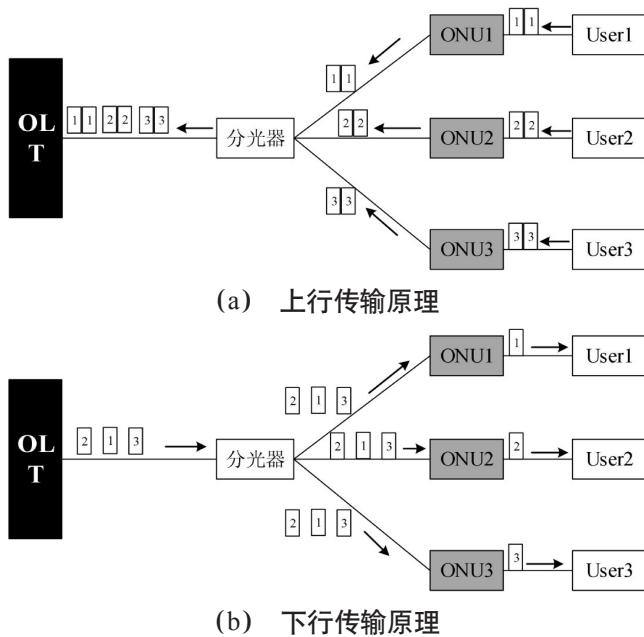 ONU1
1 1
User1
1 1
OL
T
1 1 2 2 3 3
分光器
2 2
ONU2
2 2
User2
3 3
ONU3
3 3
User3
(a) 上行传输原理
ONU1
1
User1
2 1 3
OL
T
2 1 3
分光器
2 1 3
ONU2
2
User2
2 1 3
ONU3
3
User3
(b) 下行传输原理